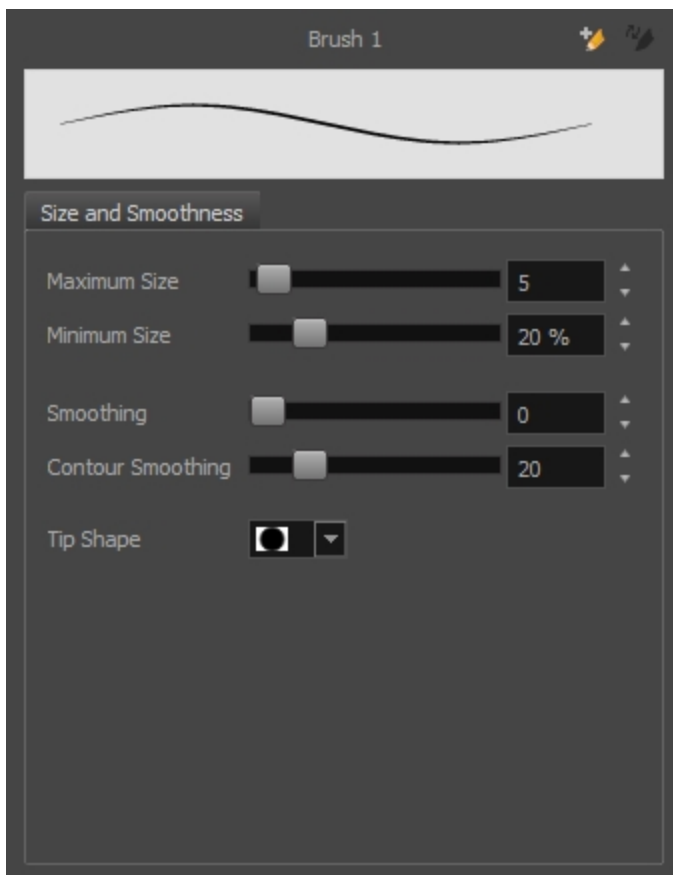 Brush 1
Size and Smoothness
Maximum Size 5
Minimum Size 20 %
Smoothing 0
Contour Smoothing 20
Tip Shape